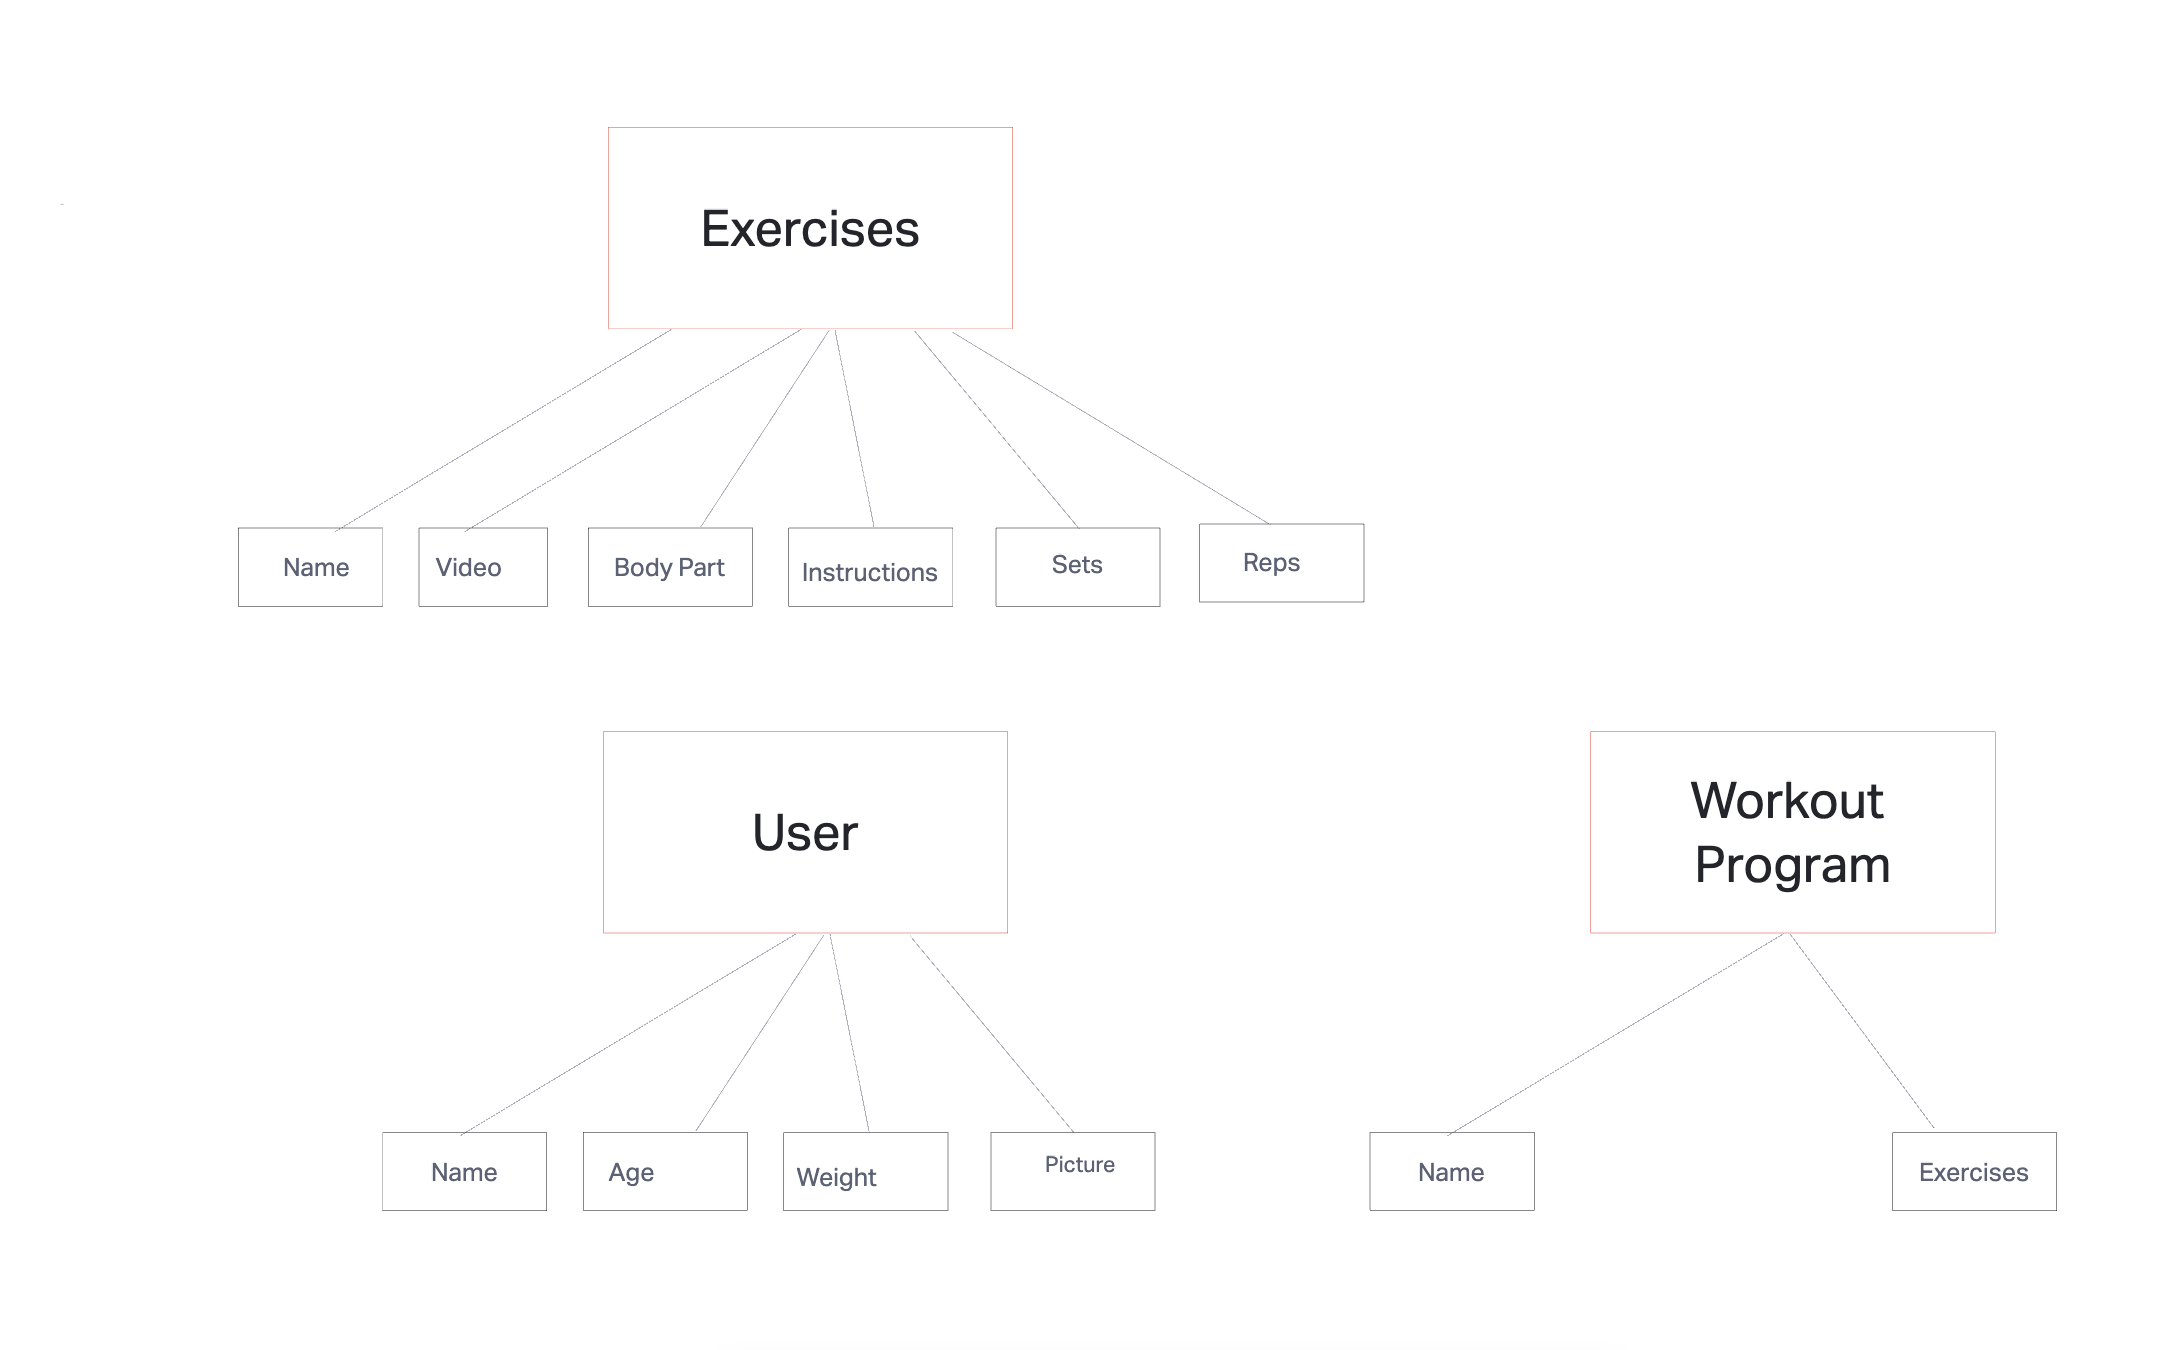 Exercises
Name
Video
Body Part
Instructions
Sets
Reps
User
Workout
Program
Name
Age
Weight
Picture
Name
Exercises